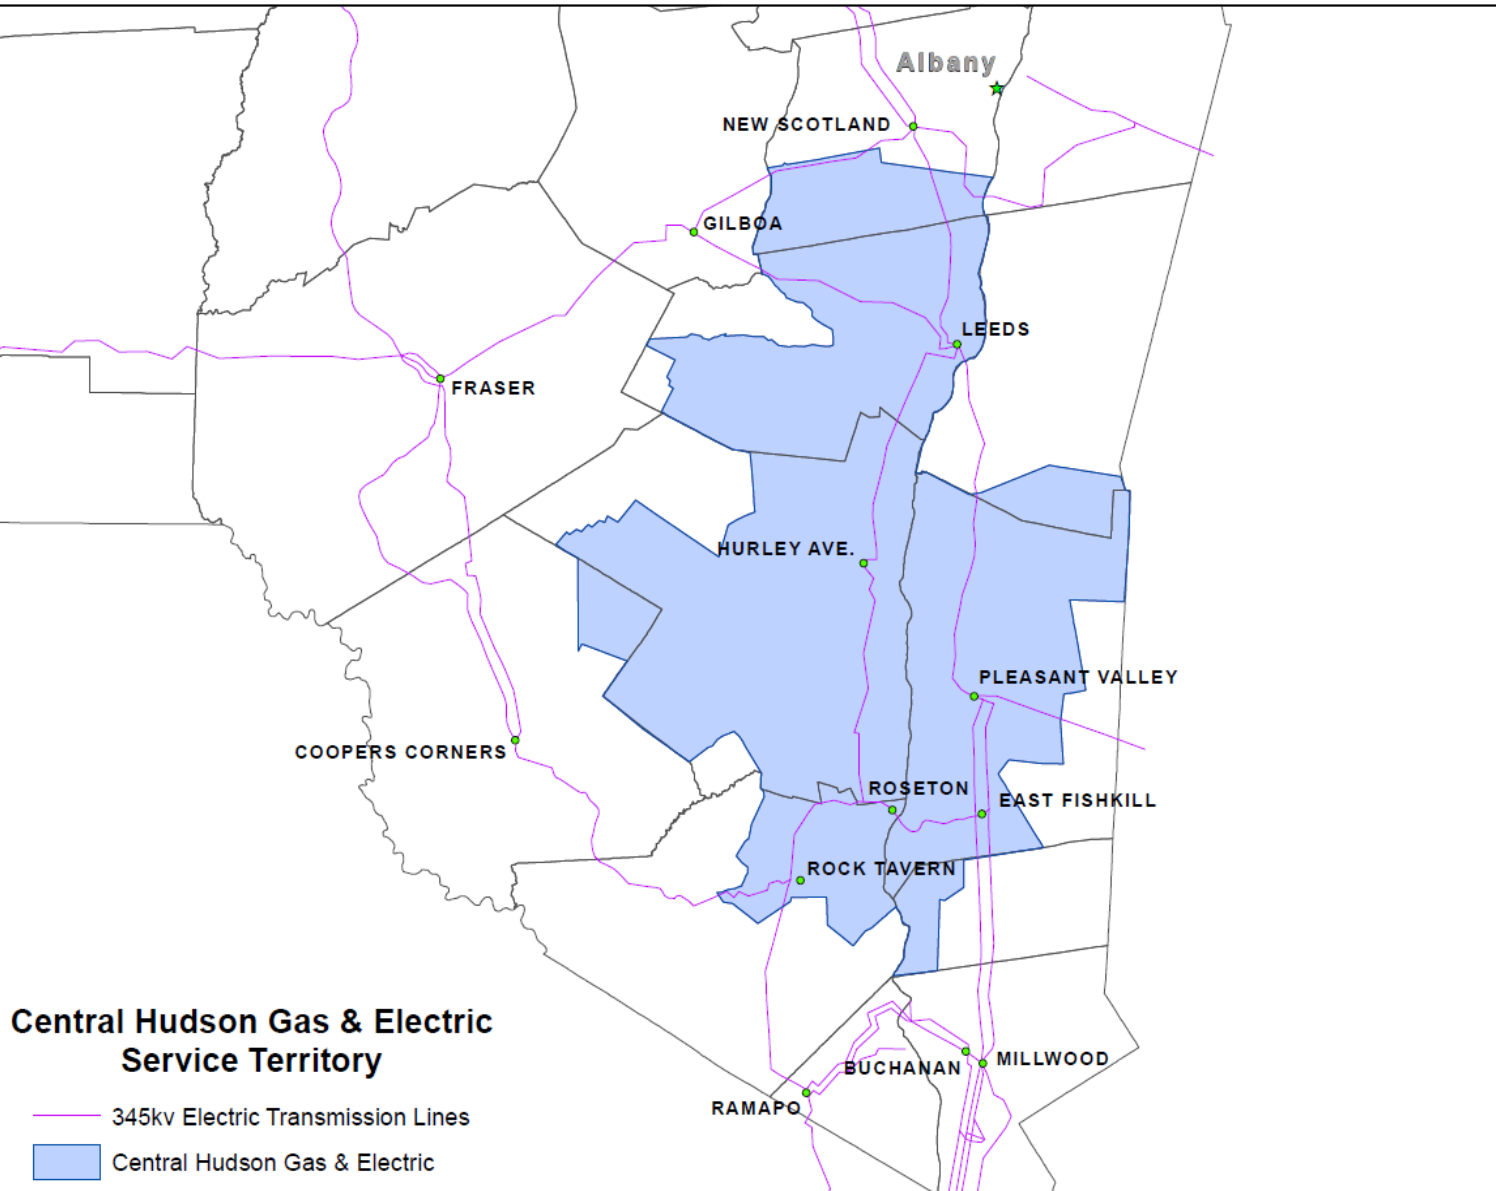 Albany
NEW SCOTLAND
GILBOA
LEEDS
FRASER
HURLEY AVE.
PLEASANT VALLEY
COOPERS CORNERS
ROSETON
EAST FISHKILL
ROCK TAVERN
Central Hudson Gas & Electric
Service Territory
MILLWOOD
BUCHANAN
RAMAPO
345kv Electric Transmission Lines
Central Hudson Gas & Electric